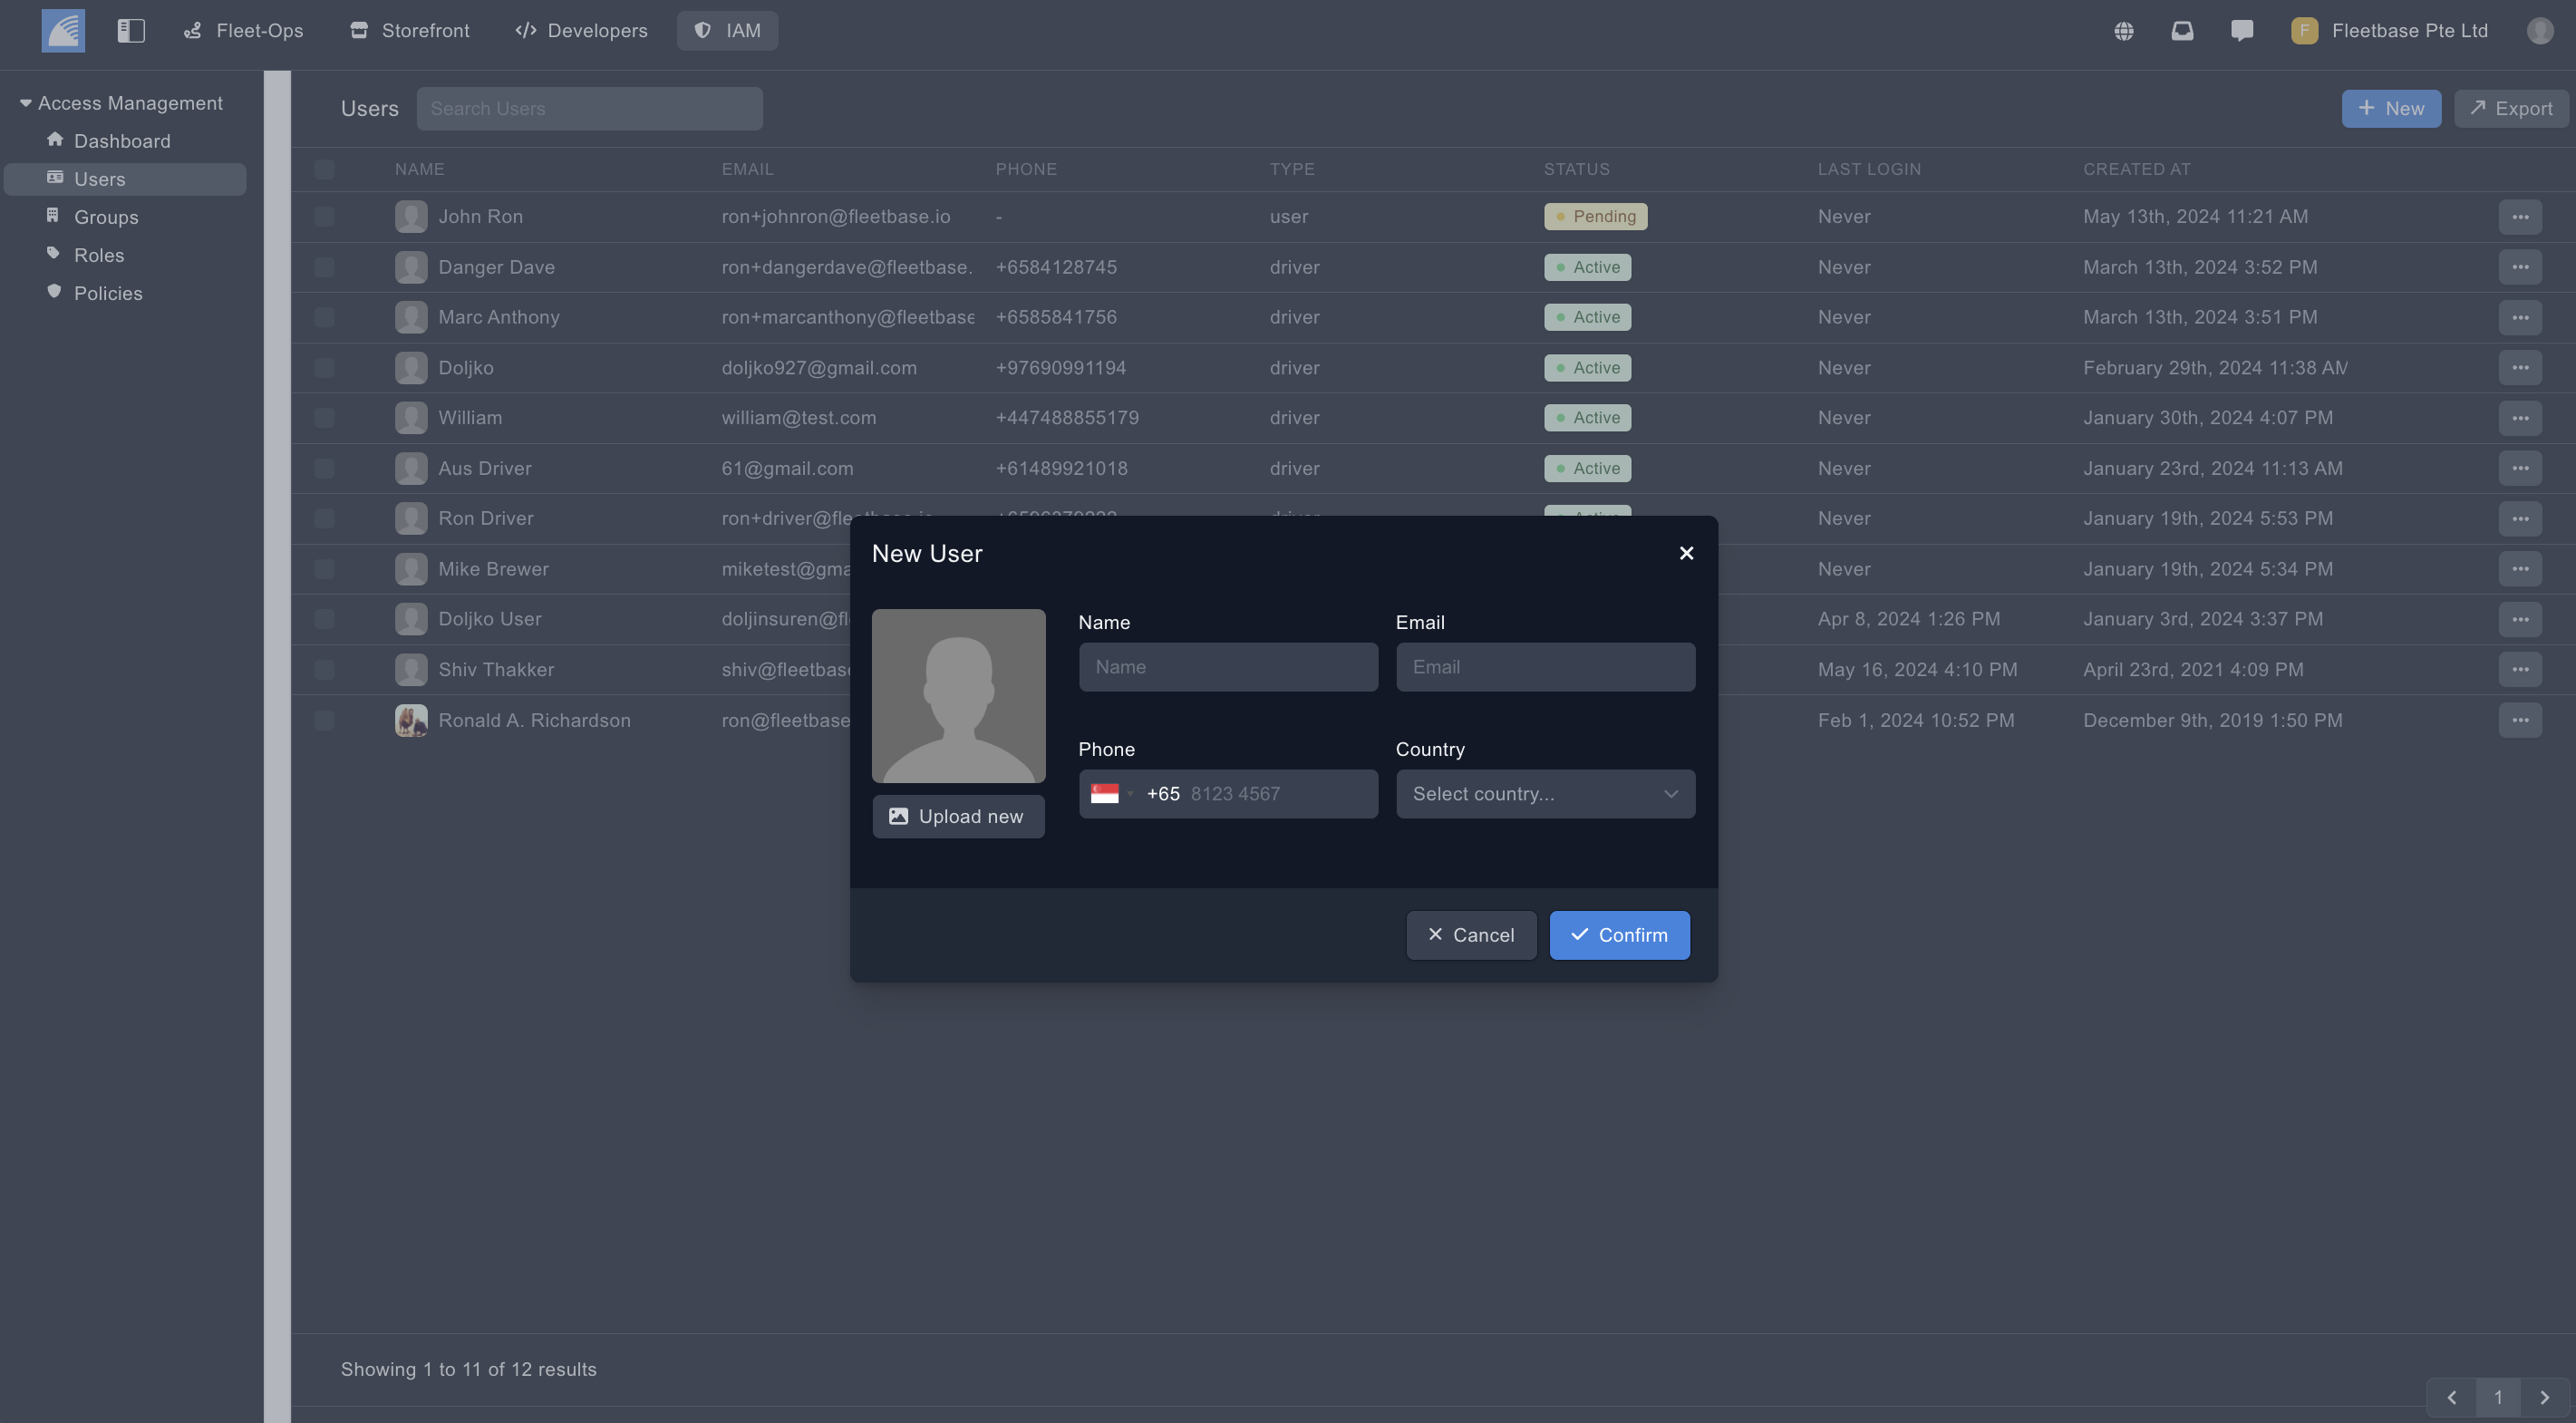 Fleet-Ops Storefront Developers IAM F Fleetbase Pte Ltd
Access Management
Dashboard
Users
Groups
Roles
Policies
Users Search Users New Export
NAME EMAIL PHONE TYPE STATUS LAST LOGIN CREATED AT
John Ron ron+johnron@fleetbase.io - user Pending Never May 13th, 2024 11:21 AM
Danger Dave ron+dangerdave@fleetbase. +6584128745 driver Active Never March 13th, 2024 3:52 PM
Marc Anthony ron+marcanthony@fleetbase +6585841756 driver Active Never March 13th, 2024 3:51 PM
Doljko doljko927@gmail.com +97690991194 driver Active Never February 29th, 2024 11:38 AM
William william@test.com +447488855179 driver Active Never January 30th, 2024 4:07 PM
Aus Driver 61@gmail.com +61489921018 driver Active Never January 23rd, 2024 11:13 AM
Ron Driver ron+driver@fleetbase.io driver Active Never January 19th, 2024 5:53 PM
Mike Brewer miketest@gma Never January 19th, 2024 5:34 PM
Doljko User doljinsuren@fl Apr 8, 2024 1:26 PM January 3rd, 2024 3:37 PM
Shiv Thakker shiv@fleetbase May 16, 2024 4:10 PM April 23rd, 2021 4:09 PM
Ronald A. Richardson ron@fleetbase Feb 1, 2024 10:52 PM December 9th, 2019 1:50 PM
New User
Name Email
Name Email
Phone Country
+65 8123 4567 Select country...
Upload new
Cancel Confirm
Showing 1 to 11 of 12 results
1